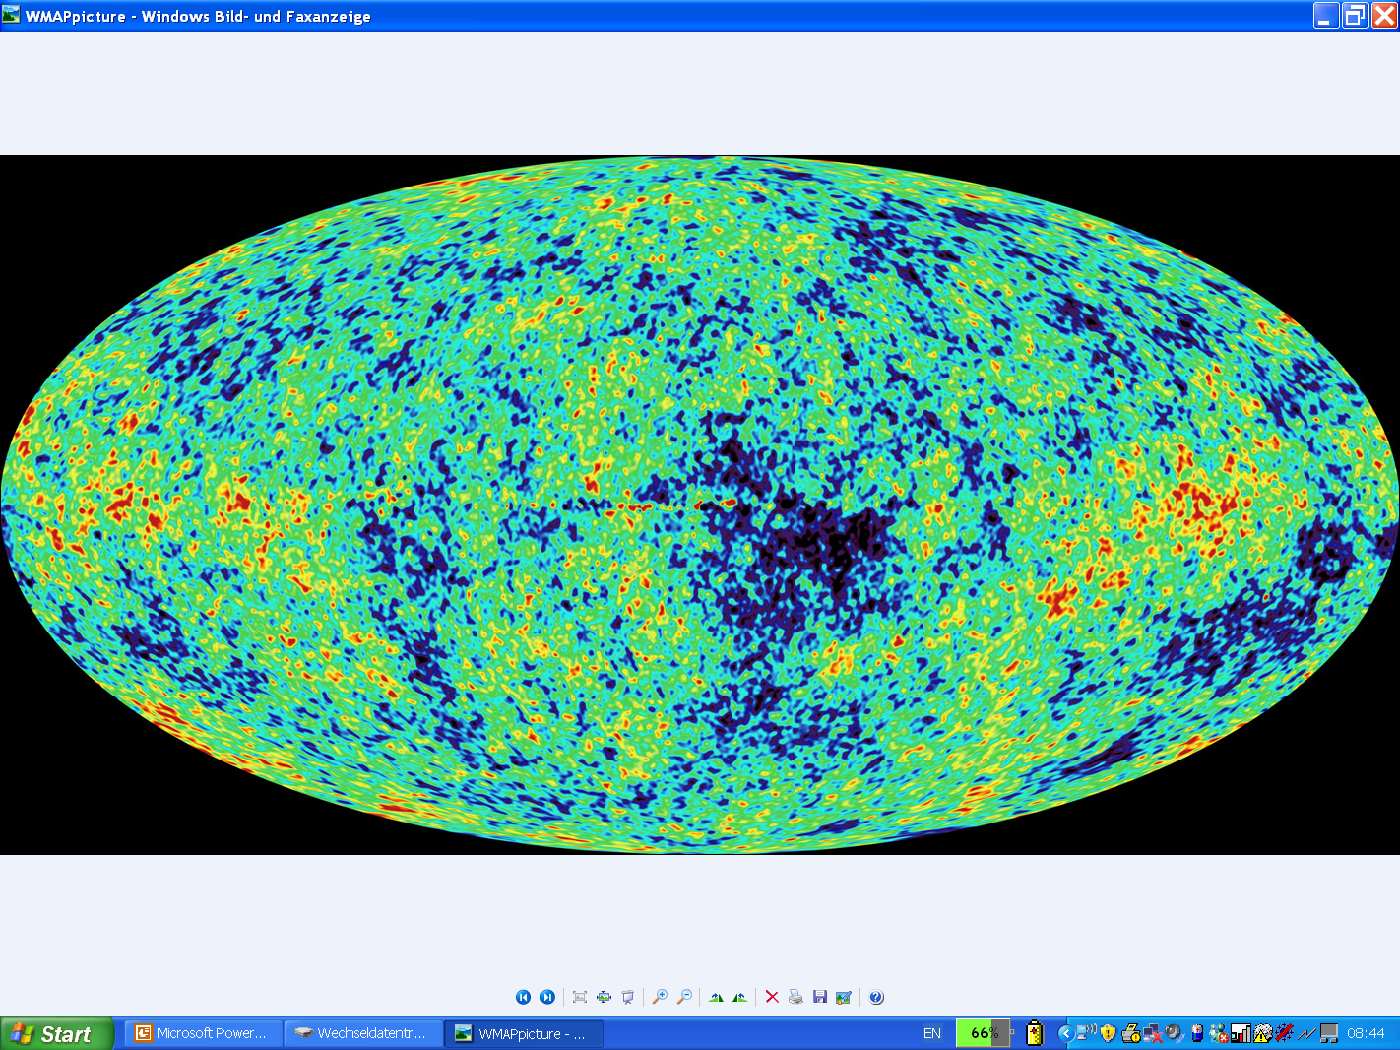 WMAPpicture - Windows Bild- und Faxanzeige
Start
Microsoft Power...
Wechseldatentr...
WMAPpicture - ...
EN
66%
08:44